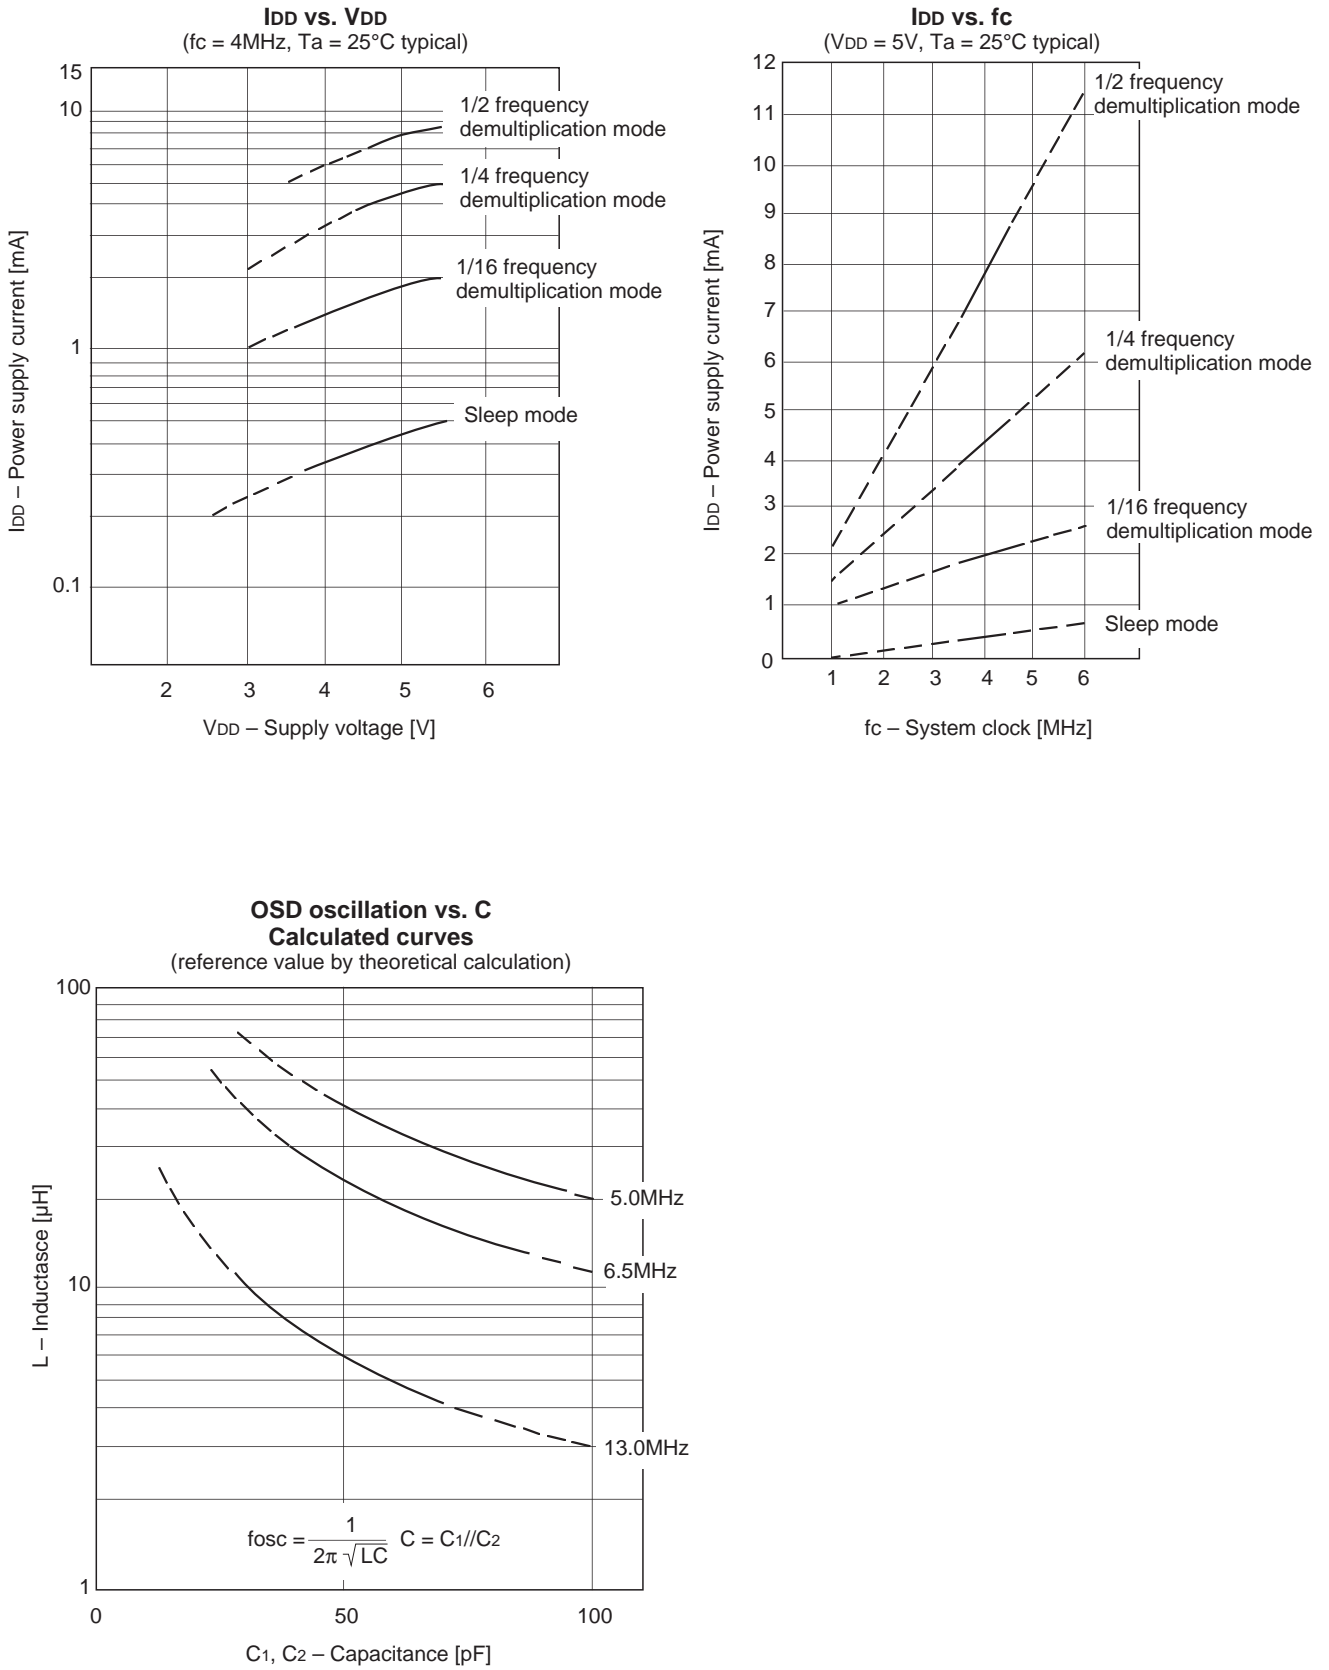 IDD vs. VDD
(fc = 4MHz, Ta = 25°C typical)
15
10
1
0.1
IDD – Power supply current [mA]
1/2 frequency
demultiplication mode
1/4 frequency
demultiplication mode
1/16 frequency
demultiplication mode
Sleep mode
2 3 4 5 6
VDD – Supply voltage [V]
IDD vs. fc
(VDD = 5V, Ta = 25°C typical)
12
11
10
9
8
7
6
5
4
3
2
1
0
IDD – Power supply current [mA]
1/2 frequency
demultiplication mode
1/4 frequency
demultiplication mode
1/16 frequency
demultiplication mode
Sleep mode
1 2 3 4 5 6
fc – System clock [MHz]
OSD oscillation vs. C
Calculated curves
(reference value by theoretical calculation)
100
10
1
L – Inductasce [µH]
5.0MHz
6.5MHz
13.0MHz
fosc = 1 / 2π √LC C = C1//C2
0 50 100
C1, C2 – Capacitance [pF]